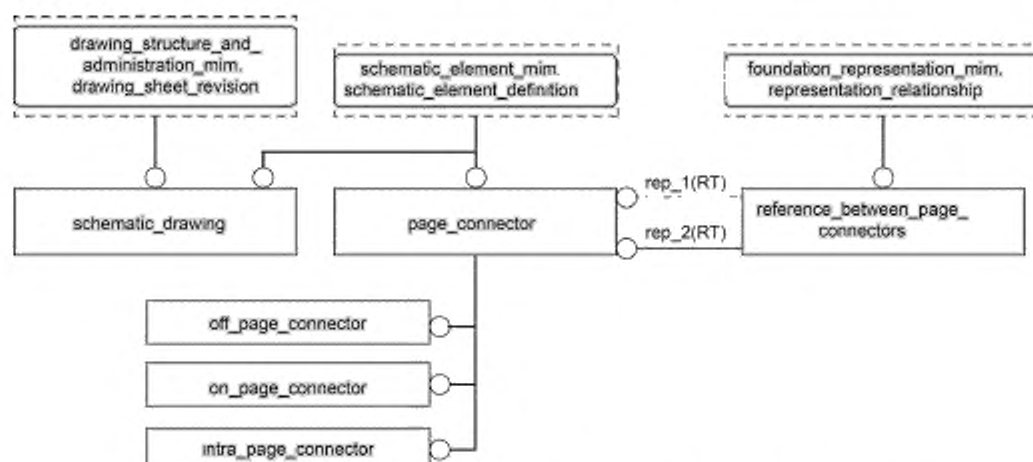 drawing_structure_and_
administration_mim.
drawing_sheet_revision
schematic_element_mim.
schematic_element_definition
foundation_representation_mim.
representation_relationship
schematic_drawing
page_connector
rep_1(RT)
rep_2(RT)
reference_between_page_
connectors
off_page_connector
on_page_connector
intra_page_connector